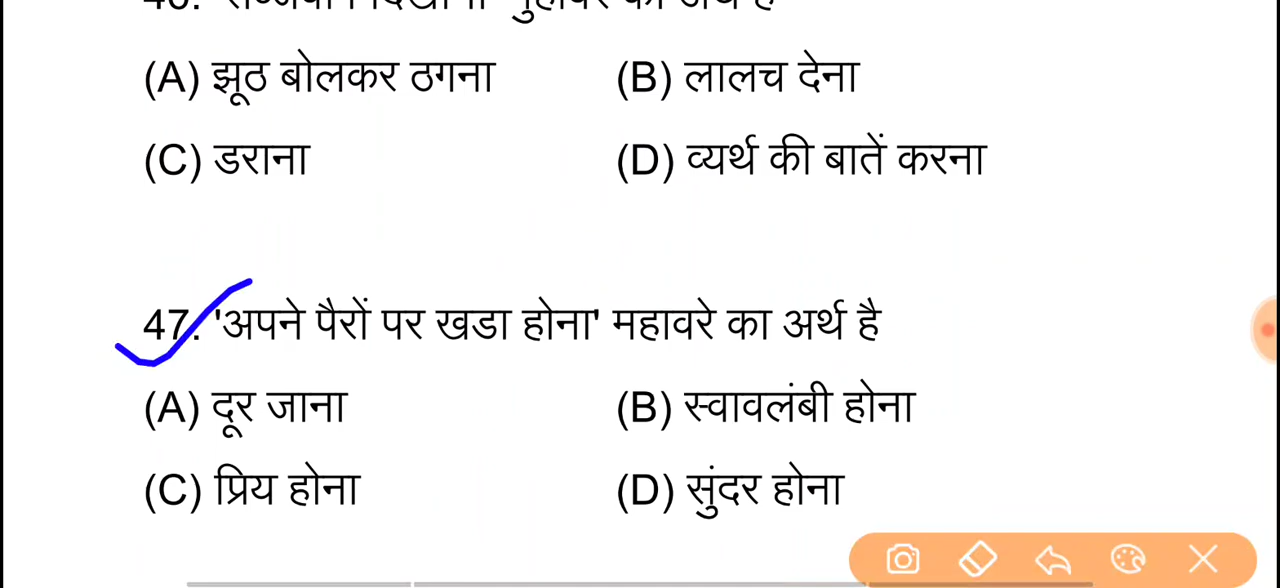 (A) झूठ बोलकर ठगना (B) लालच देना
(C) डराना (D) व्यर्थ की बातें करना
47. 'अपने पैरों पर खडा होना' महावरे का अर्थ है
(A) दूर जाना (B) स्वावलंबी होना
(C) प्रिय होना (D) सुंदर होना